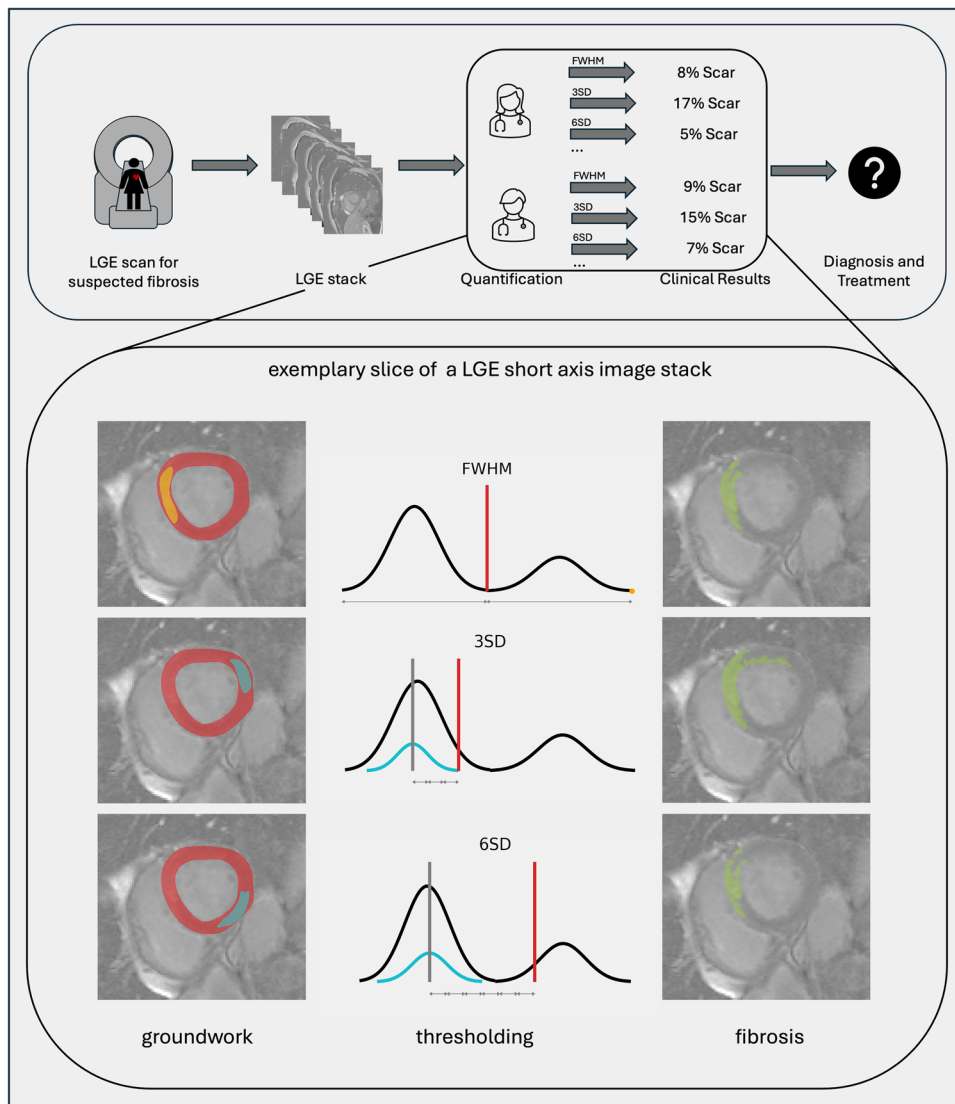 FWHM
8% Scar
3SD
17% Scar
6SD
5% Scar
...
FWHM
9% Scar
3SD
15% Scar
6SD
7% Scar
...
?
LGE scan for
suspected fibrosis
LGE stack
Quantification
Clinical Results
Diagnosis and
Treatment
exemplary slice of a LGE short axis image stack
FWHM
3SD
6SD
groundwork
thresholding
fibrosis